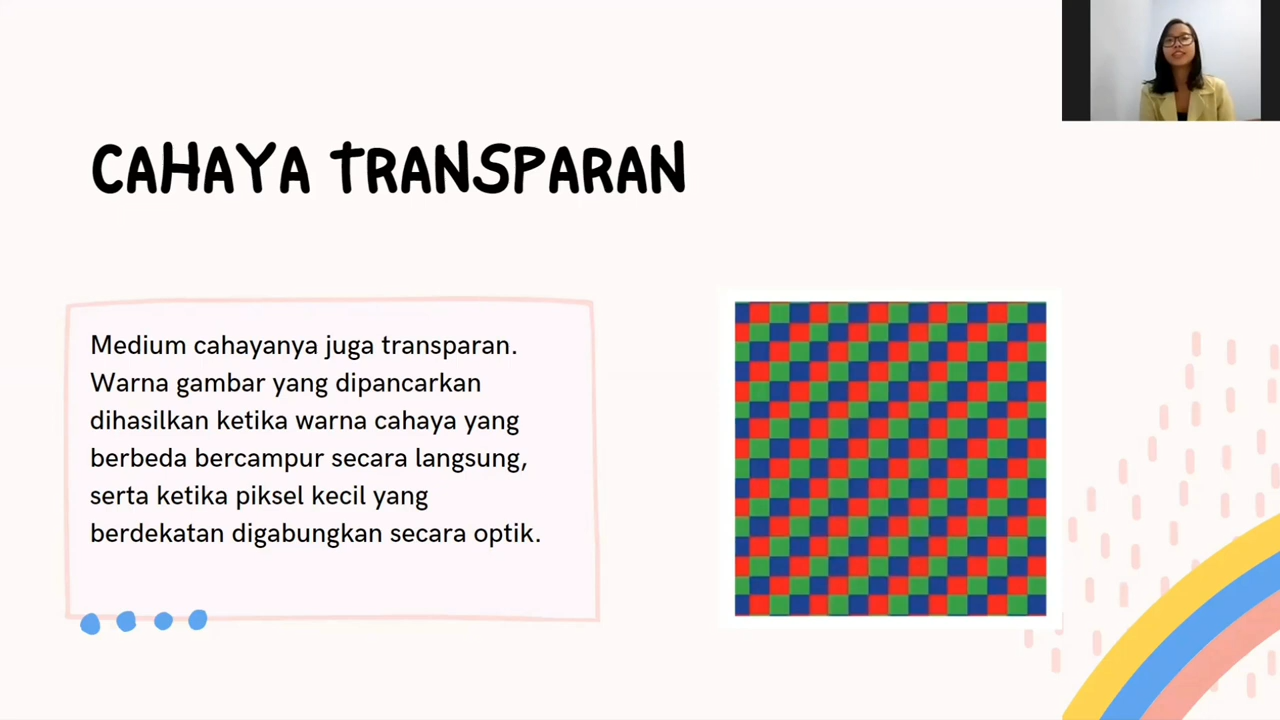 CAHAYA TRANSPARAN
Medium cahayanya juga transparan.
Warna gambar yang dipancarkan
dihasilkan ketika warna cahaya yang
berbeda bercampur secara langsung,
serta ketika piksel kecil yang
berdekatan digabungkan secara optik.